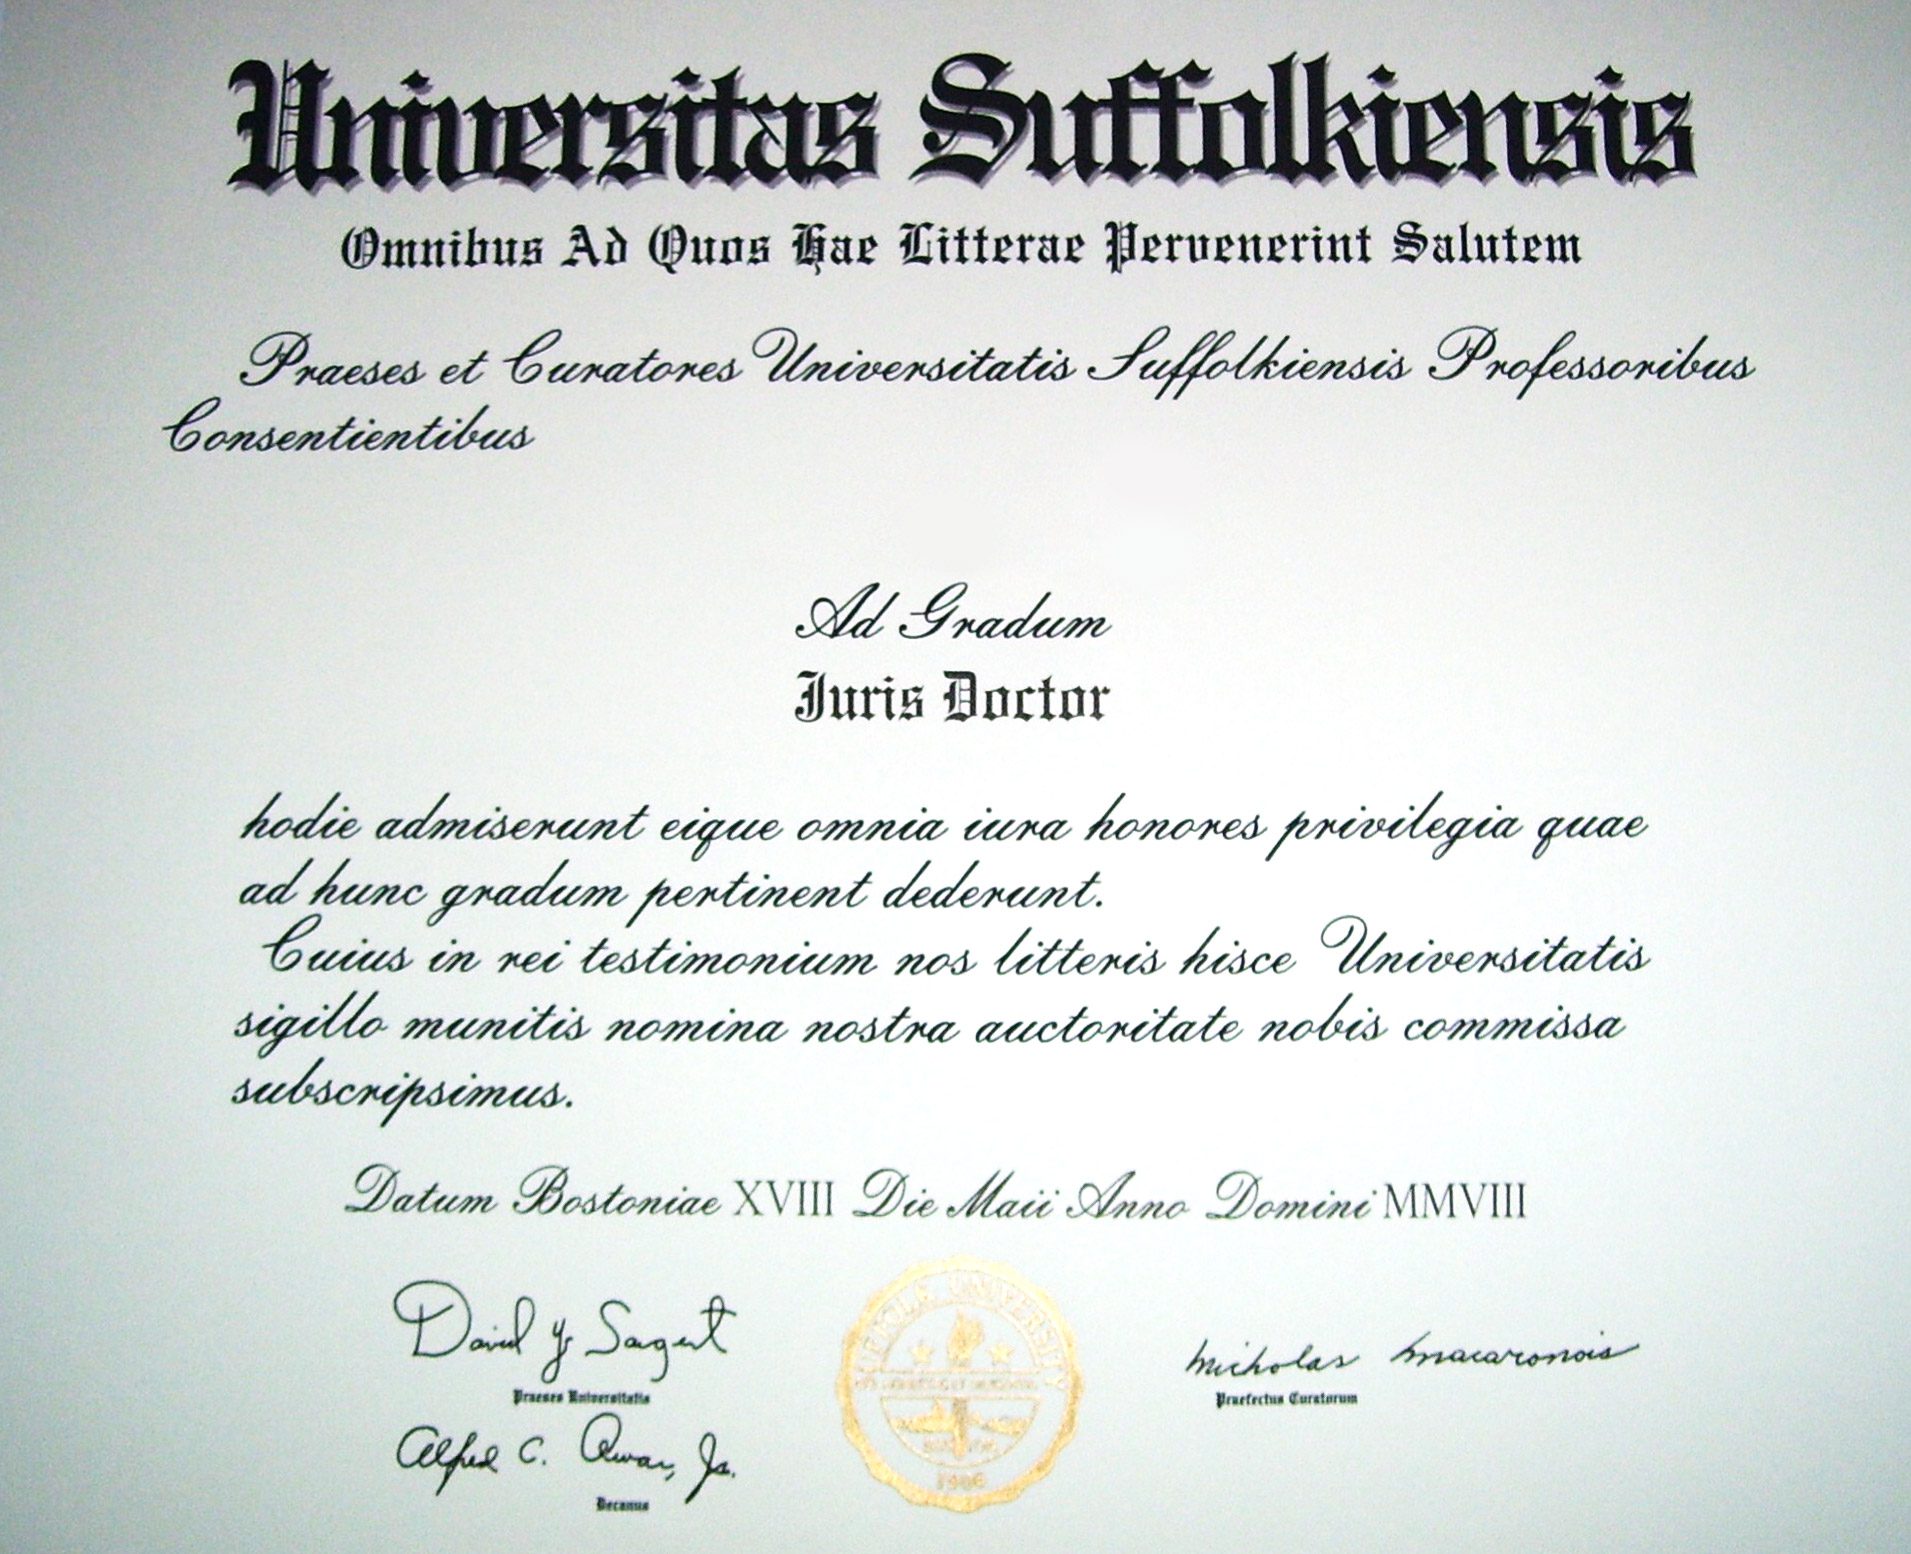 Universitas Suffolkiensis
Omnibus Ad Quos Hae Litterae Pervenerint Salutem
Praeses et Curatores Universitatis Suffolkiensis Professoribus
Consentientibus
Ad Gradum
Juris Doctor
hodie admiserunt eique omnia iura honores privilegia quae
ad hunc gradum pertinent dederunt.
Cuius in rei testimonium nos litteris hisce Universitatis
sigillo munitis nomina nostra auctoritate nobis commissa
subscripsimus.
Datum Bostoniae XVIII Die Maii Anno Domini MMVIII
David J. Sargent
Praeses Universitatis
Nicholas Macaronis
Praefectus Curatorum
Alfred C. Jr.
Decanus
SUFFOLK UNIVERSITY
1906